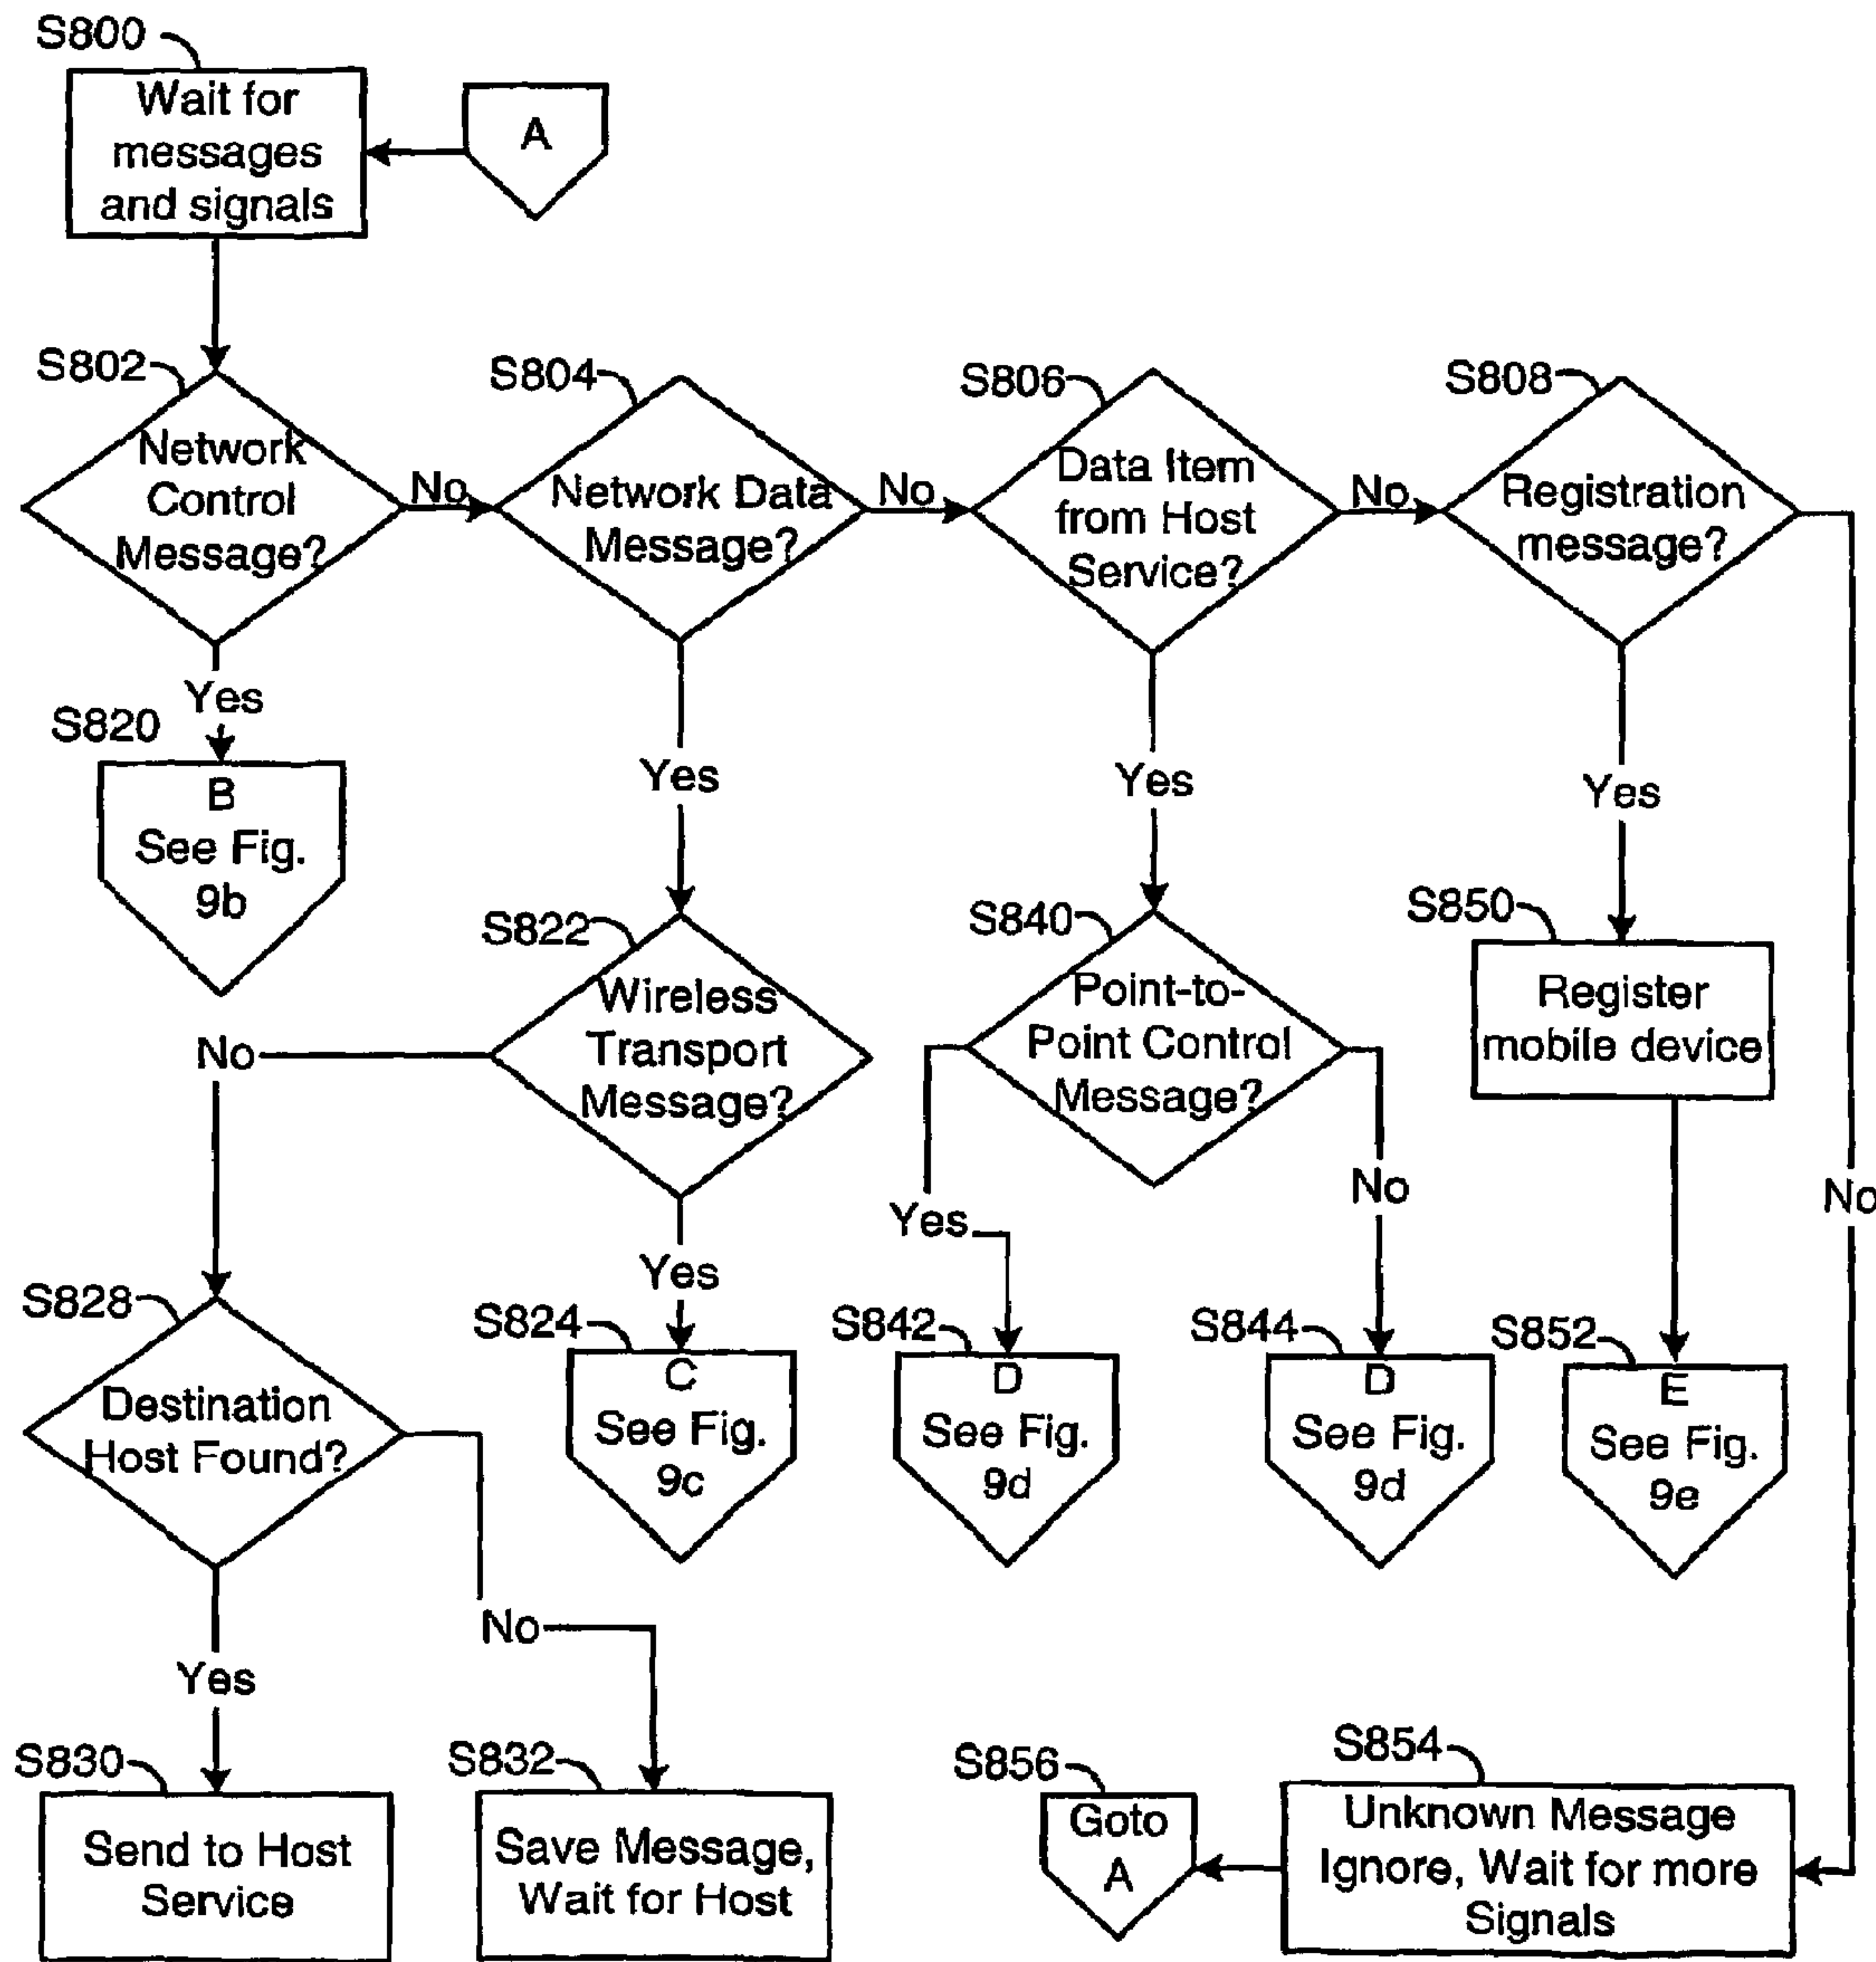 S800
Wait for
messages
and signals
A
S802
Network
Control
Message?
No
S804
Network Data
Message?
No
S806
Data Item
from Host
Service?
No
S808
Registration
message?
Yes
S820
B
See Fig.
9b
Yes
Yes
Yes
No
S822
Wireless
Transport
Message?
No
S840
Point-to-
Point Control
Message?
S850
Register
mobile device
Yes
Yes
No
S828
Destination
Host Found?
S824
C
See Fig.
9c
S842
D
See Fig.
9d
S844
D
See Fig.
9d
S852
E
See Fig.
9e
No
Yes
S830
Send to Host
Service
S832
Save Message,
Wait for Host
S856
Goto
A
S854
Unknown Message
Ignore, Wait for more
Signals